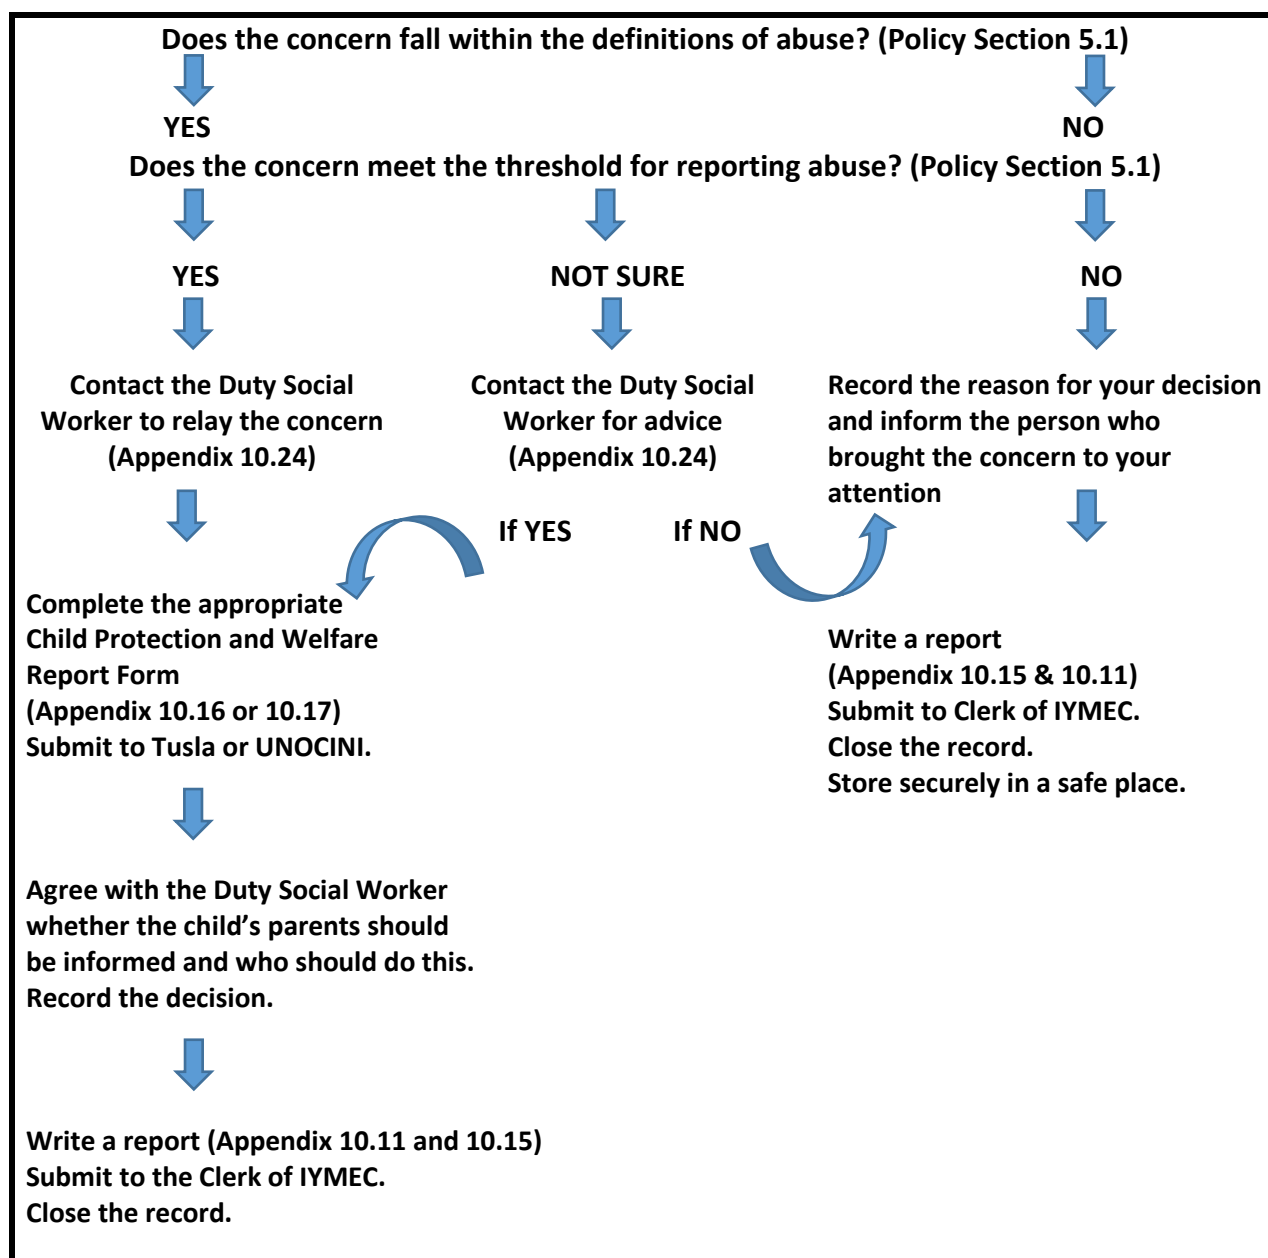 Does the concern fall within the definitions of abuse? (Policy Section 5.1)
YES
NO
Does the concern meet the threshold for reporting abuse? (Policy Section 5.1)
YES
NOT SURE
NO
Contact the Duty Social
Worker to relay the concern
(Appendix 10.24)
Contact the Duty Social
Worker for advice
(Appendix 10.24)
Record the reason for your decision
and inform the person who
brought the concern to your
attention
If YES
If NO
Complete the appropriate
Child Protection and Welfare
Report Form
(Appendix 10.16 or 10.17)
Submit to Tusla or UNOCINI.
Write a report
(Appendix 10.15 & 10.11)
Submit to Clerk of IYMEC.
Close the record.
Store securely in a safe place.
Agree with the Duty Social Worker
whether the child’s parents should
be informed and who should do this.
Record the decision.
Write a report (Appendix 10.11 and 10.15)
Submit to the Clerk of IYMEC.
Close the record.